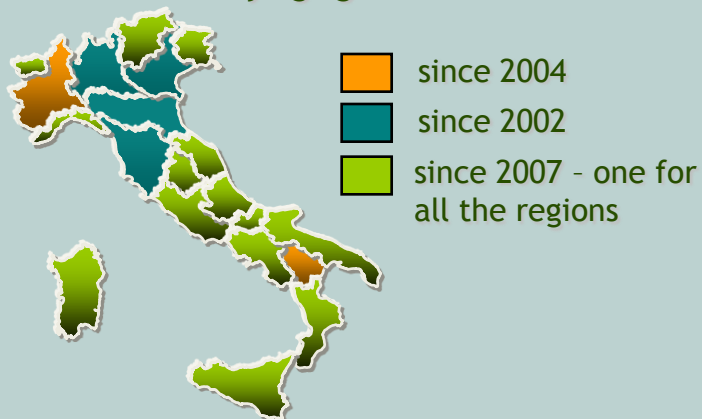 since 2004
since 2002
since 2007 - one for
all the regions